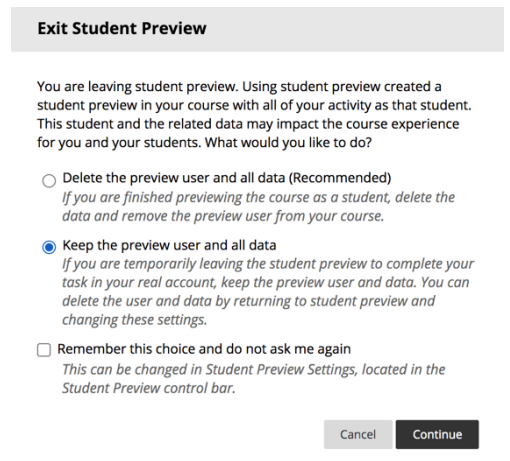 Exit Student Preview
You are leaving student preview. Using student preview created a
student preview in your course with all of your activity as that student.
This student and the related data may impact the course experience
for you and your students. What would you like to do?
Delete the preview user and all data (Recommended)
If you are finished previewing the course as a student, delete the
data and remove the preview user from your course.
Keep the preview user and all data
If you are temporarily leaving the student preview to complete your
task in your real account, keep the preview user and data. You can
delete the user and data by returning to student preview and
changing these settings.
Remember this choice and do not ask me again
This can be changed in Student Preview Settings, located in the
Student Preview control bar.
Cancel Continue